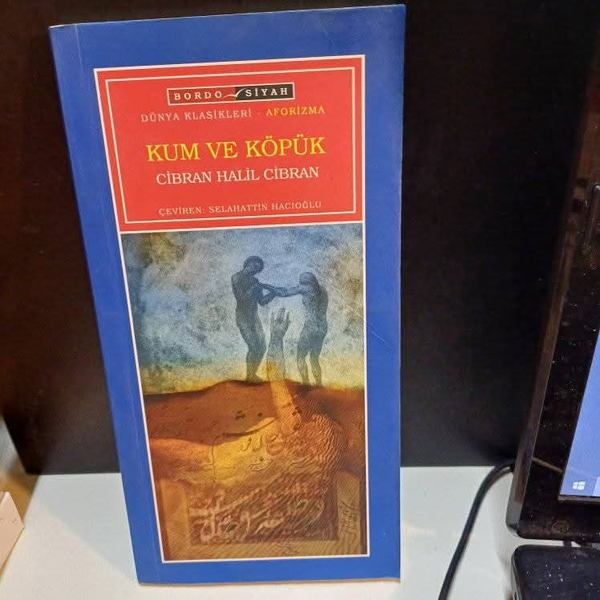 BORDO SİYAH
DÜNYA KLASİKLERİ - AFORİZMA
KUM VE KÖPÜK
CİBRAN HALİL CİBRAN
ÇEVİREN: SELAHATTİN HACIOĞLU